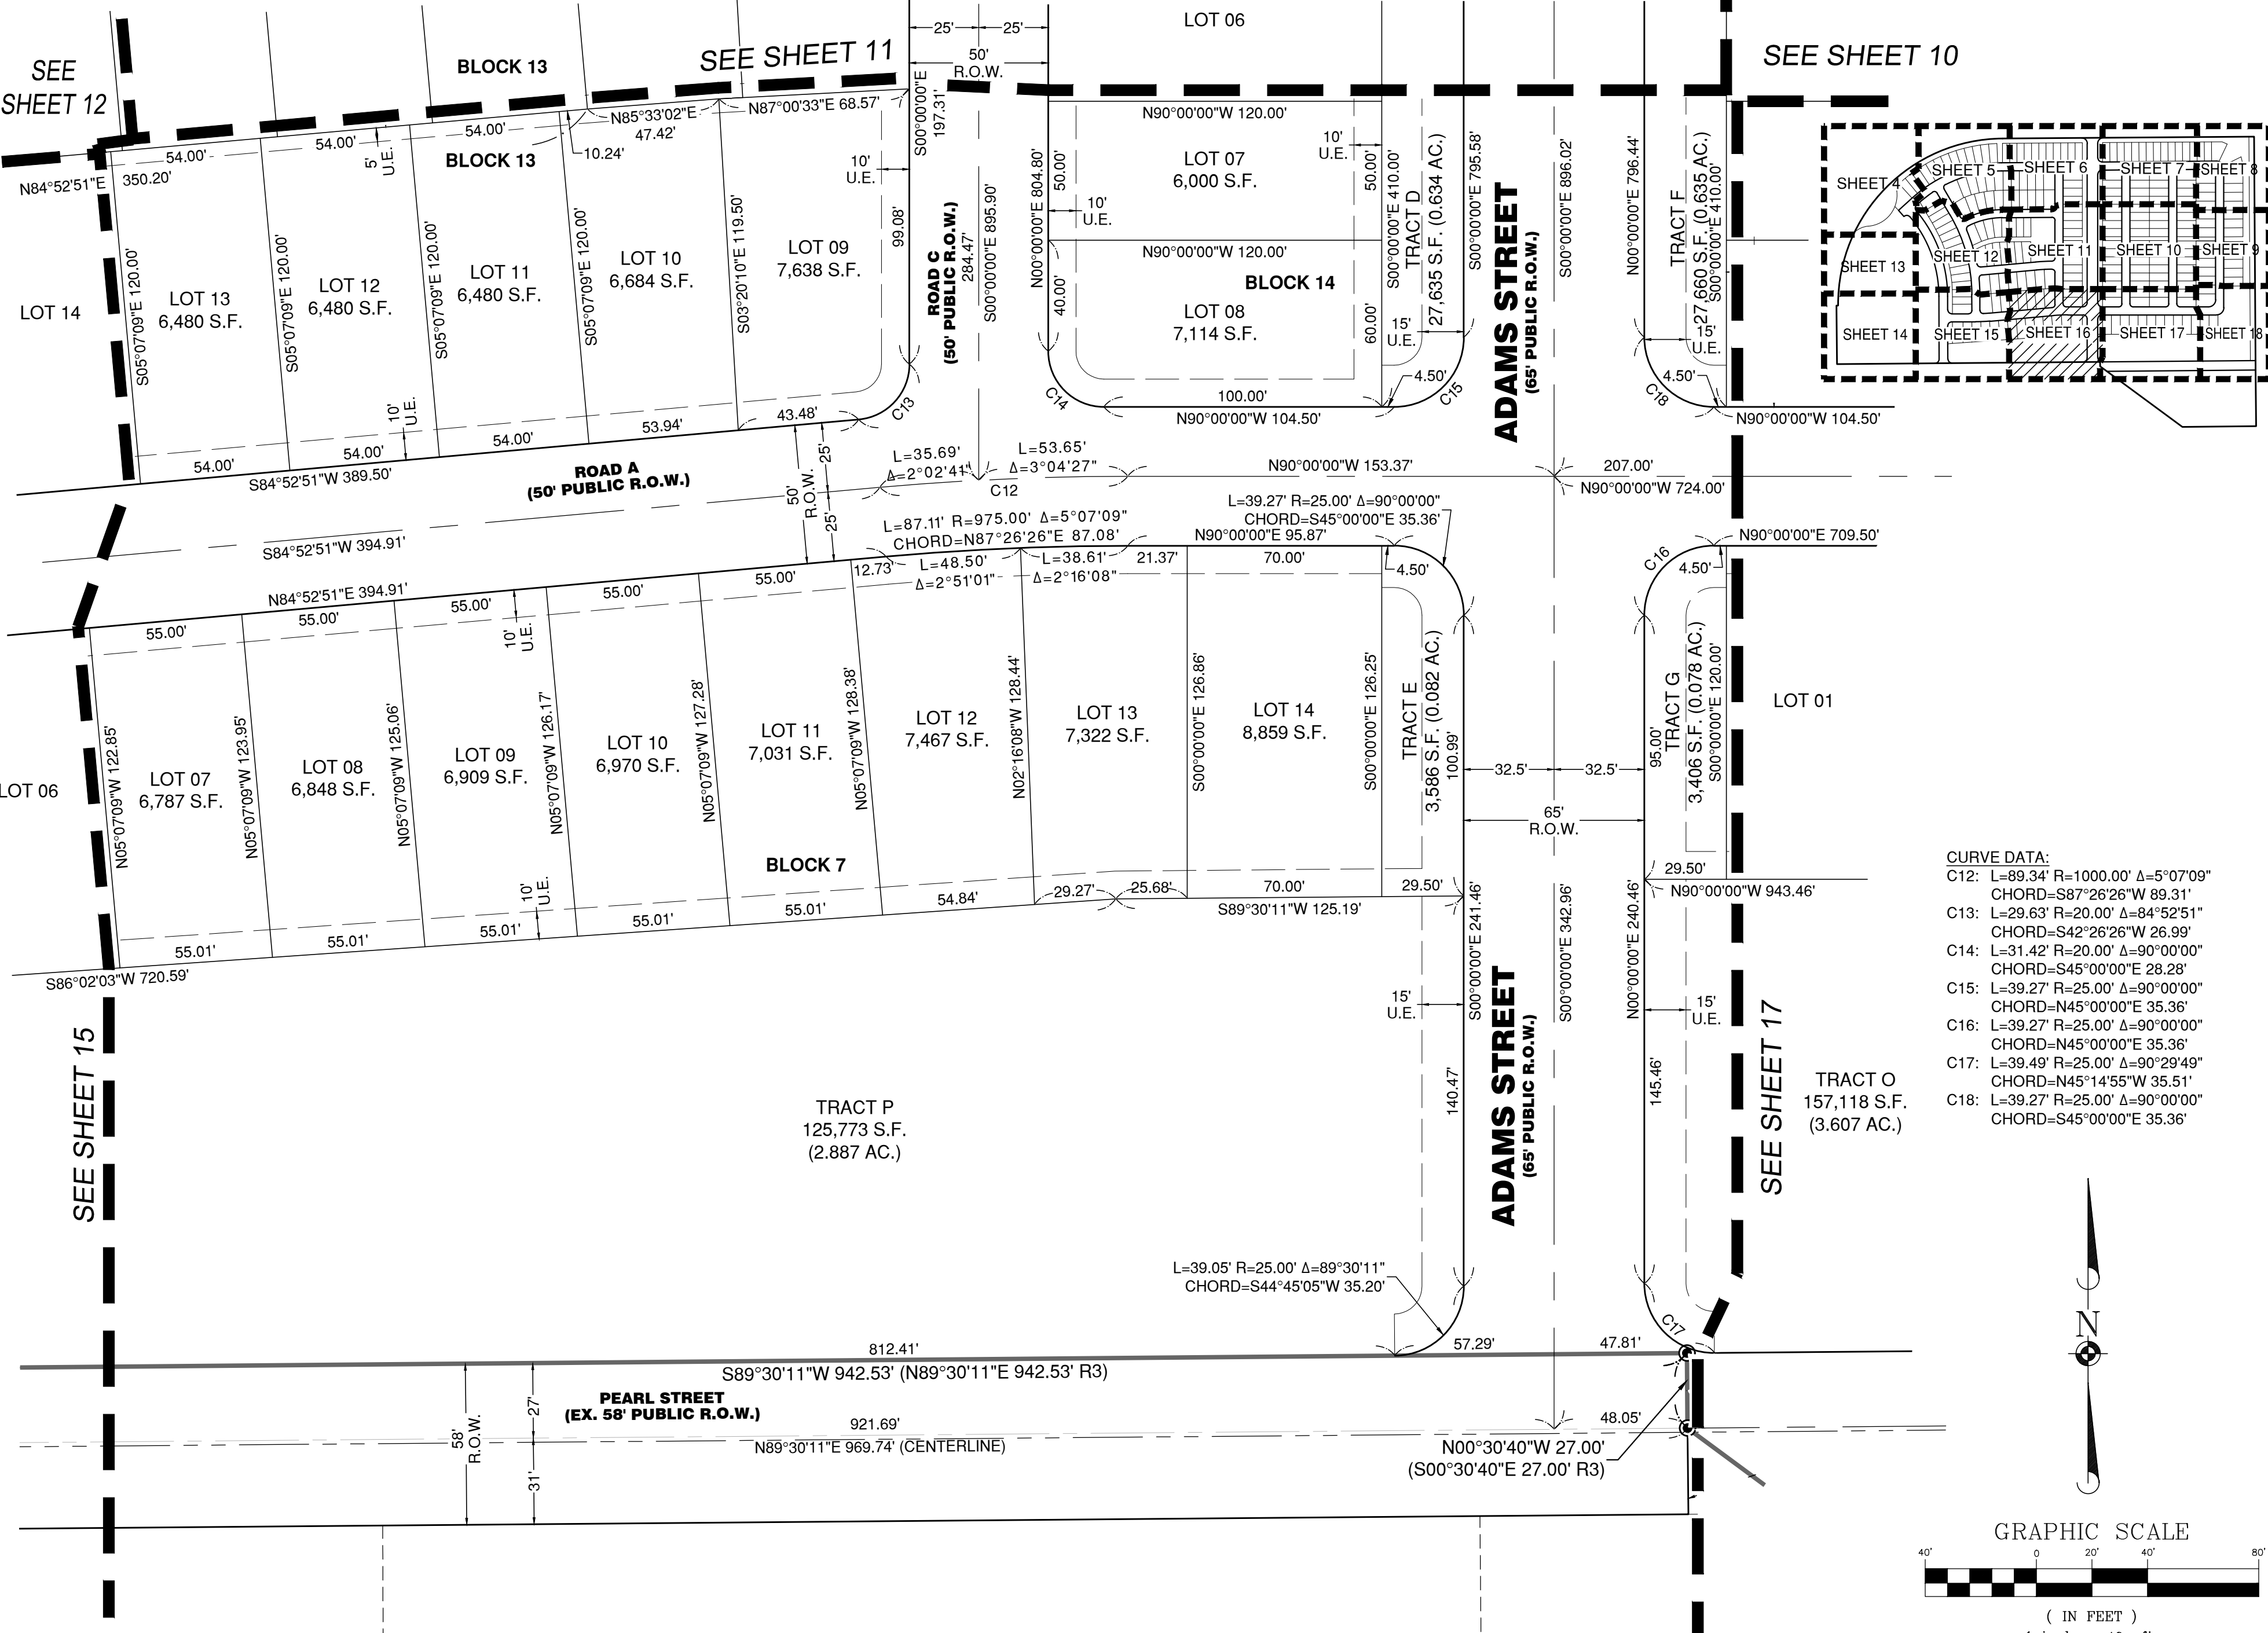 SEE
SHEET 12
BLOCK 13
SEE SHEET 11
25'
25'
50'
R.O.W.
LOT 06
SEE SHEET 10
N84°52'51"E
350.20'
54.00'
54.00'
54.00'
5'
U.E.
BLOCK 13
10.24'
N85°33'02"E
47.42'
N87°00'33"E 68.57'
S00°00'00"E
197.31'
10'
U.E.
99.08'
LOT 14
S05°07'09"E 120.00'
LOT 13
6,480 S.F.
S05°07'09"E 120.00'
LOT 12
6,480 S.F.
S05°07'09"E 120.00'
LOT 11
6,480 S.F.
S05°07'09"E 120.00'
LOT 10
6,684 S.F.
S03°20'10"E 119.50'
LOT 09
7,638 S.F.
ROAD C
(50' PUBLIC R.O.W.)
284.47'
S00°00'00"E 895.90'
N00°00'00"E 804.80'
50.00'
40.00'
10'
U.E.
N90°00'00"W 120.00'
LOT 07
6,000 S.F.
10'
U.E.
50.00'
N90°00'00"W 120.00'
BLOCK 14
LOT 08
7,114 S.F.
60.00'
S00°00'00"E 410.00'
TRACT D
27,635 S.F. (0.634 AC.)
15'
U.E.
S00°00'00"E 795.58'
ADAMS STREET
(65' PUBLIC R.O.W.)
S00°00'00"E 896.02'
N00°00'00"E 796.44'
TRACT F
27,660 S.F. (0.635 AC.)
S00°00'00"E 410.00'
15'
U.E.
SHEET 4
SHEET 5
SHEET 6
SHEET 7
SHEET 8
SHEET 13
SHEET 12
SHEET 11
SHEET 10
SHEET 9
SHEET 14
SHEET 15
SHEET 16
SHEET 17
SHEET 18
C13
C14
4.50'
C15
C18
4.50'
100.00'
N90°00'00"W 104.50'
N90°00'00"W 104.50'
10'
U.E.
54.00'
54.00'
54.00'
53.94'
43.48'
S84°52'51"W 389.50'
ROAD A
(50' PUBLIC R.O.W.)
50'
R.O.W.
25'
25'
L=35.69'
Δ=2°02'41"
L=53.65'
Δ=3°04'27"
C12
N90°00'00"W 153.37'
207.00'
N90°00'00"W 724.00'
S84°52'51"W 394.91'
L=87.11' R=975.00' Δ=5°07'09"
CHORD=N87°26'26"E 87.08'
L=39.27' R=25.00' Δ=90°00'00"
CHORD=S45°00'00"E 35.36'
N90°00'00"E 95.87'
N90°00'00"E 709.50'
C16
4.50'
4.50'
N84°52'51"E 394.91'
55.00'
55.00'
55.00'
55.00'
55.00'
12.73'
L=48.50'
Δ=2°51'01"
L=38.61'
Δ=2°16'08"
21.37'
70.00'
10'
U.E.
LOT 06
N05°07'09"W 122.85'
LOT 07
6,787 S.F.
N05°07'09"W 123.95'
LOT 08
6,848 S.F.
N05°07'09"W 125.06'
LOT 09
6,909 S.F.
N05°07'09"W 126.17'
LOT 10
6,970 S.F.
N05°07'09"W 127.28'
LOT 11
7,031 S.F.
N05°07'09"W 128.38'
LOT 12
7,467 S.F.
N02°16'08"W 128.44'
LOT 13
7,322 S.F.
S00°00'00"E 126.86'
LOT 14
8,859 S.F.
S00°00'00"E 126.25'
TRACT E
3,586 S.F. (0.082 AC.)
100.99'
32.5'
32.5'
65'
R.O.W.
95.00'
TRACT G
3,406 S.F. (0.078 AC.)
S00°00'00"E 120.00'
LOT 01
BLOCK 7
10'
U.E.
55.01'
55.01'
55.01'
55.01'
55.01'
54.84'
29.27'
25.68'
70.00'
29.50'
S89°30'11"W 125.19'
29.50'
N90°00'00"W 943.46'
S86°02'03"W 720.59'
S00°00'00"E 241.46'
S00°00'00"E 342.96'
N00°00'00"E 240.46'
15'
U.E.
15'
U.E.
SEE SHEET 15
ADAMS STREET
(65' PUBLIC R.O.W.)
140.47'
145.46'
SEE SHEET 17
TRACT P
125,773 S.F.
(2.887 AC.)
TRACT O
157,118 S.F.
(3.607 AC.)
CURVE DATA:
C12: L=89.34' R=1000.00' Δ=5°07'09"
CHORD=S87°26'26"W 89.31'
C13: L=29.63' R=20.00' Δ=84°52'51"
CHORD=S42°26'26"W 26.99'
C14: L=31.42' R=20.00' Δ=90°00'00"
CHORD=S45°00'00"E 28.28'
C15: L=39.27' R=25.00' Δ=90°00'00"
CHORD=N45°00'00"E 35.36'
C16: L=39.27' R=25.00' Δ=90°00'00"
CHORD=N45°00'00"E 35.36'
C17: L=39.49' R=25.00' Δ=90°29'49"
CHORD=N45°14'55"W 35.51'
C18: L=39.27' R=25.00' Δ=90°00'00"
CHORD=S45°00'00"E 35.36'
L=39.05' R=25.00' Δ=89°30'11"
CHORD=S44°45'05"W 35.20'
C17
812.41'
57.29'
47.81'
S89°30'11"W 942.53' (N89°30'11"E 942.53' R3)
PEARL STREET
(EX. 58' PUBLIC R.O.W.)
58'
R.O.W.
27'
31'
921.69'
48.05'
N89°30'11"E 969.74' (CENTERLINE)
N00°30'40"W 27.00'
(S00°30'40"E 27.00' R3)
N
GRAPHIC SCALE
40'
0
20'
40'
80'
( IN FEET )